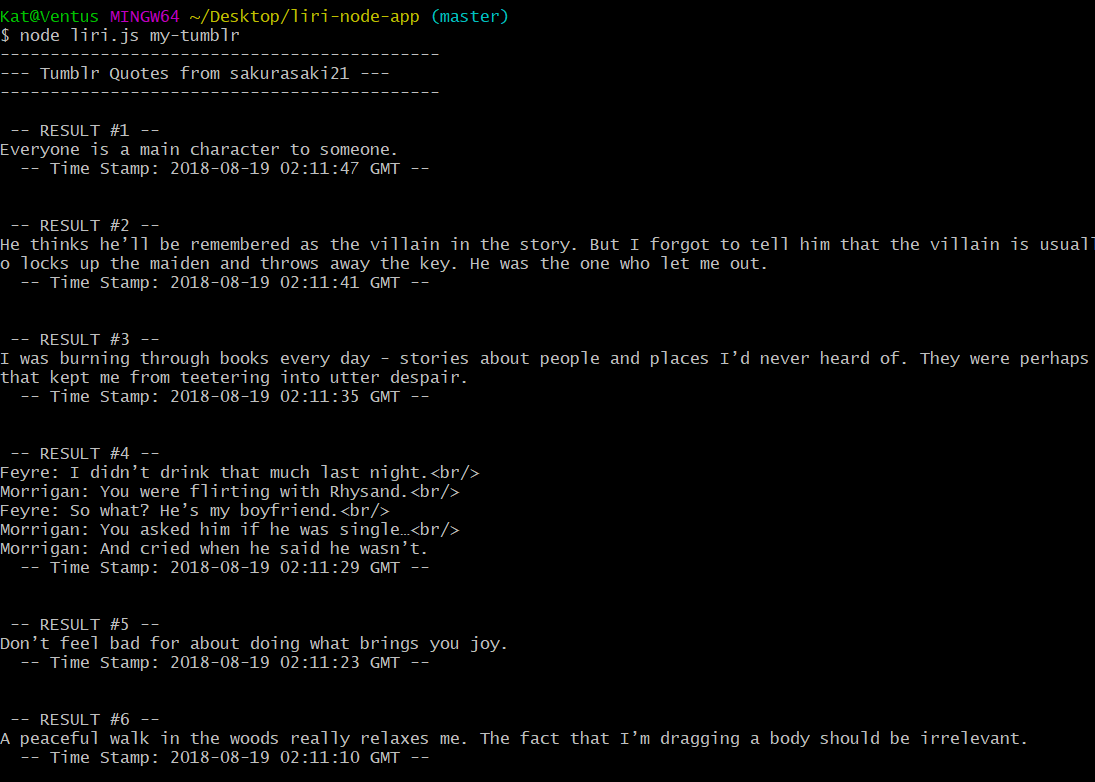 Kat@Ventus MINGW64 ~/Desktop/liri-node-app (master)
$ node liri.js my-tumblr
--------------------------------------------
--- Tumblr Quotes from sakurasaki21 ---
--------------------------------------------
-- RESULT #1 --
Everyone is a main character to someone.
-- Time Stamp: 2018-08-19 02:11:47 GMT --
-- RESULT #2 --
He thinks he’ll be remembered as the villain in the story. But I forgot to tell him that the villain is usuall
o locks up the maiden and throws away the key. He was the one who let me out.
-- Time Stamp: 2018-08-19 02:11:41 GMT --
-- RESULT #3 --
I was burning through books every day - stories about people and places I’d never heard of. They were perhaps
that kept me from teetering into utter despair.
-- Time Stamp: 2018-08-19 02:11:35 GMT --
-- RESULT #4 --
Feyre: I didn’t drink that much last night.<br/>
Morrigan: You were flirting with Rhysand.<br/>
Feyre: So what? He’s my boyfriend.<br/>
Morrigan: You asked him if he was single…<br/>
Morrigan: And cried when he said he wasn’t.
-- Time Stamp: 2018-08-19 02:11:29 GMT --
-- RESULT #5 --
Don’t feel bad for about doing what brings you joy.
-- Time Stamp: 2018-08-19 02:11:23 GMT --
-- RESULT #6 --
A peaceful walk in the woods really relaxes me. The fact that I’m dragging a body should be irrelevant.
-- Time Stamp: 2018-08-19 02:11:10 GMT --